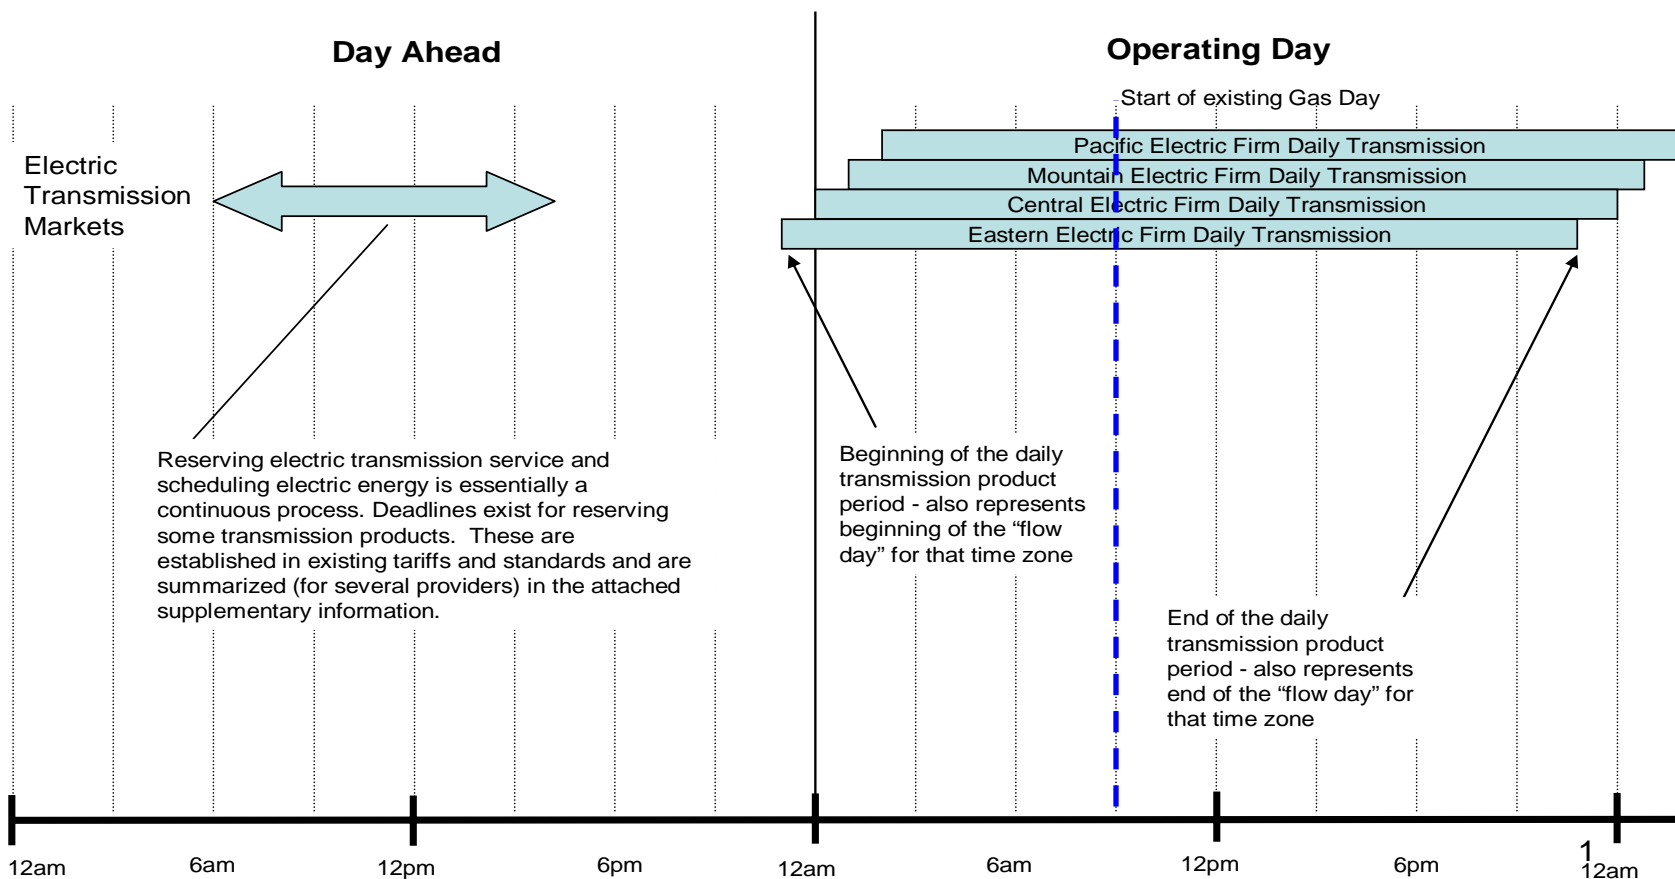 Day Ahead
Operating Day
Start of existing Gas Day
Electric
Transmission
Markets
Pacific Electric Firm Daily Transmission
Mountain Electric Firm Daily Transmission
Central Electric Firm Daily Transmission
Eastern Electric Firm Daily Transmission
Reserving electric transmission service and
scheduling electric energy is essentially a
continuous process. Deadlines exist for reserving
some transmission products.  These are
established in existing tariffs and standards and are
summarized (for several providers) in the attached
supplementary information.
Beginning of the daily
transmission product
period - also represents
beginning of the “flow
day” for that time zone
End of the daily
transmission product
period - also represents
end of the “flow day” for
that time zone
12am 6am 12pm 6pm 12am 6am 12pm 6pm 12am
1